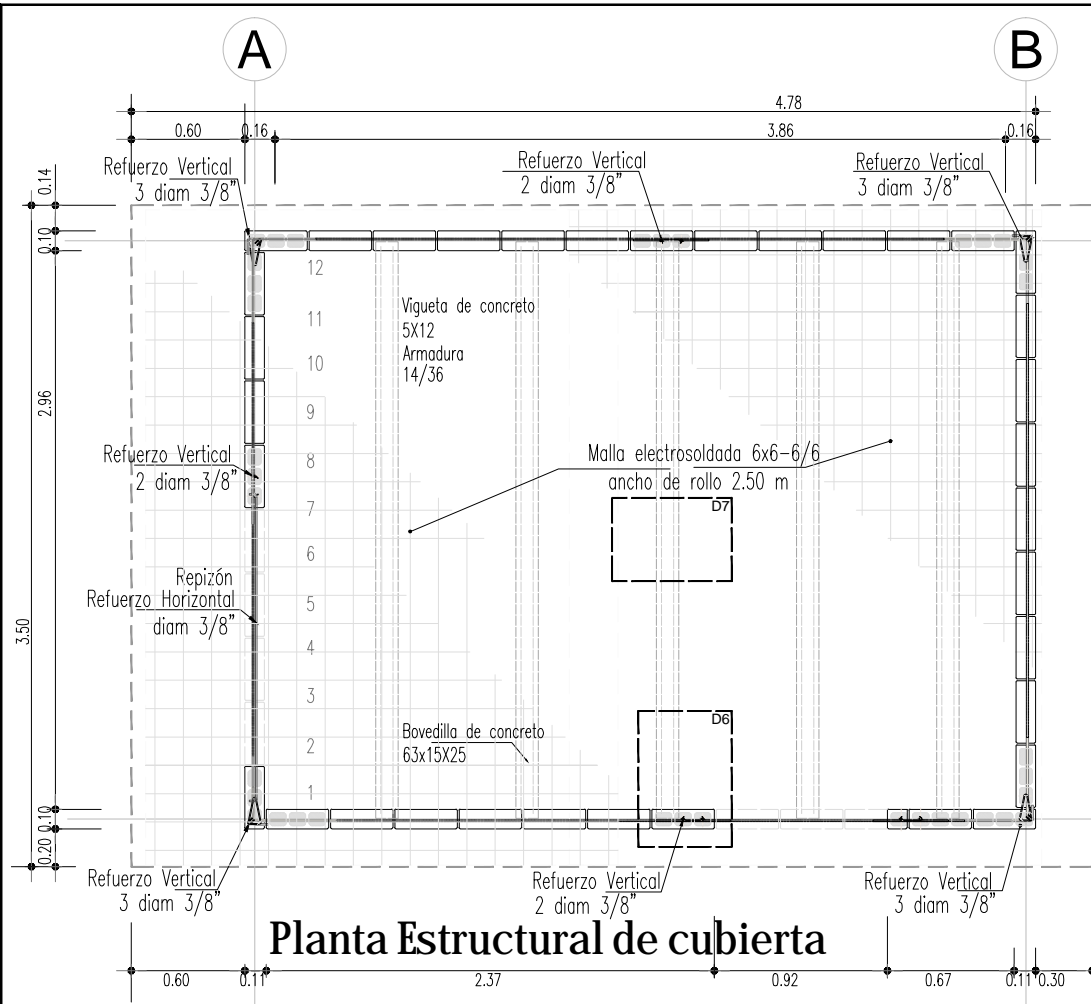 A
B
4.78
0.60
0.16
3.86
0.16
Refuerzo Vertical
3 diam 3/8"
Refuerzo Vertical
2 diam 3/8"
Refuerzo Vertical
3 diam 3/8"
0.14
0.10
2.96
3.50
0.10
0.20
12
11
10
9
8
7
6
5
4
3
2
1
Vigueta de concreto
5X12
Armadura
14/36
Refuerzo Vertical
2 diam 3/8"
Malla electrosoldada 6x6-6/6
ancho de rollo 2.50 m
D7
Repizón
Refuerzo Horizontal
diam 3/8"
D6
Bovedilla de concreto
63x15X25
Refuerzo Vertical
3 diam 3/8"
Refuerzo Vertical
2 diam 3/8"
Refuerzo Vertical
3 diam 3/8"
Planta Estructural de cubierta
0.60
0.11
2.37
0.92
0.67
0.11
0.30